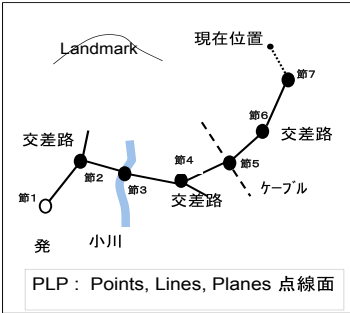 Landmark
現在位置
節7
節6
交差路
交差路
節5
節4
節1
節2
節3
交差路
ケーブル
発
小川
PLP : Points, Lines, Planes 点線面